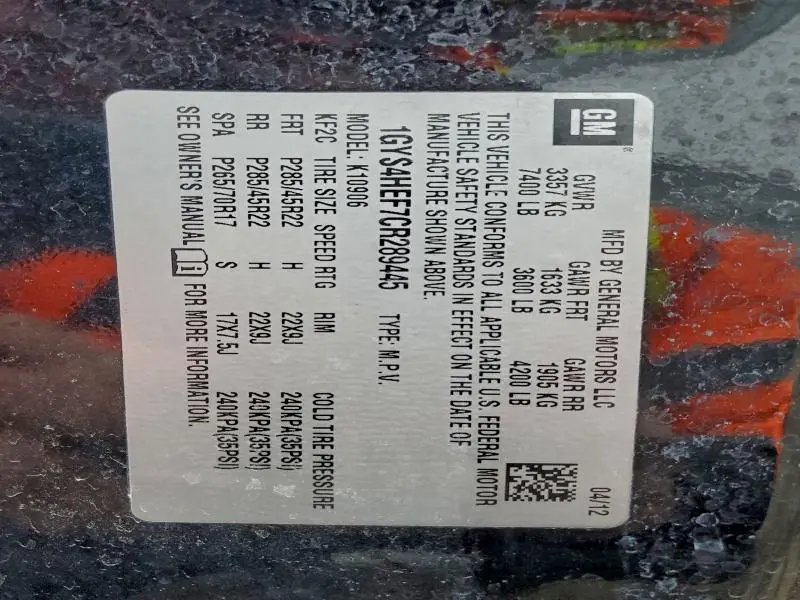 GM
MFD BY GENERAL MOTORS LLC 04/12
GVWR GAWR FRT GAWR RR
3357 KG 1633 KG 1905 KG
7400 LB 3600 LB 4200 LB
THIS VEHICLE CONFORMS TO ALL APPLICABLE U.S. FEDERAL MOTOR
VEHICLE SAFETY STANDARDS IN EFFECT ON THE DATE OF
MANUFACTURE SHOWN ABOVE.
1GYS4HEF7CR289445 TYPE: M.P.V.
MODEL: K10906
KF2C TIRE SIZE SPEED RTG RIM COLD TIRE PRESSURE
FRT P285/45R22 H 22X9J 240KPA(35PSI)
RR P285/45R22 H 22X9J 240KPA(35PSI)
SPA P265/70R17 S 17X7.5J 240KPA(35PSI)
SEE OWNER'S MANUAL FOR MORE INFORMATION.